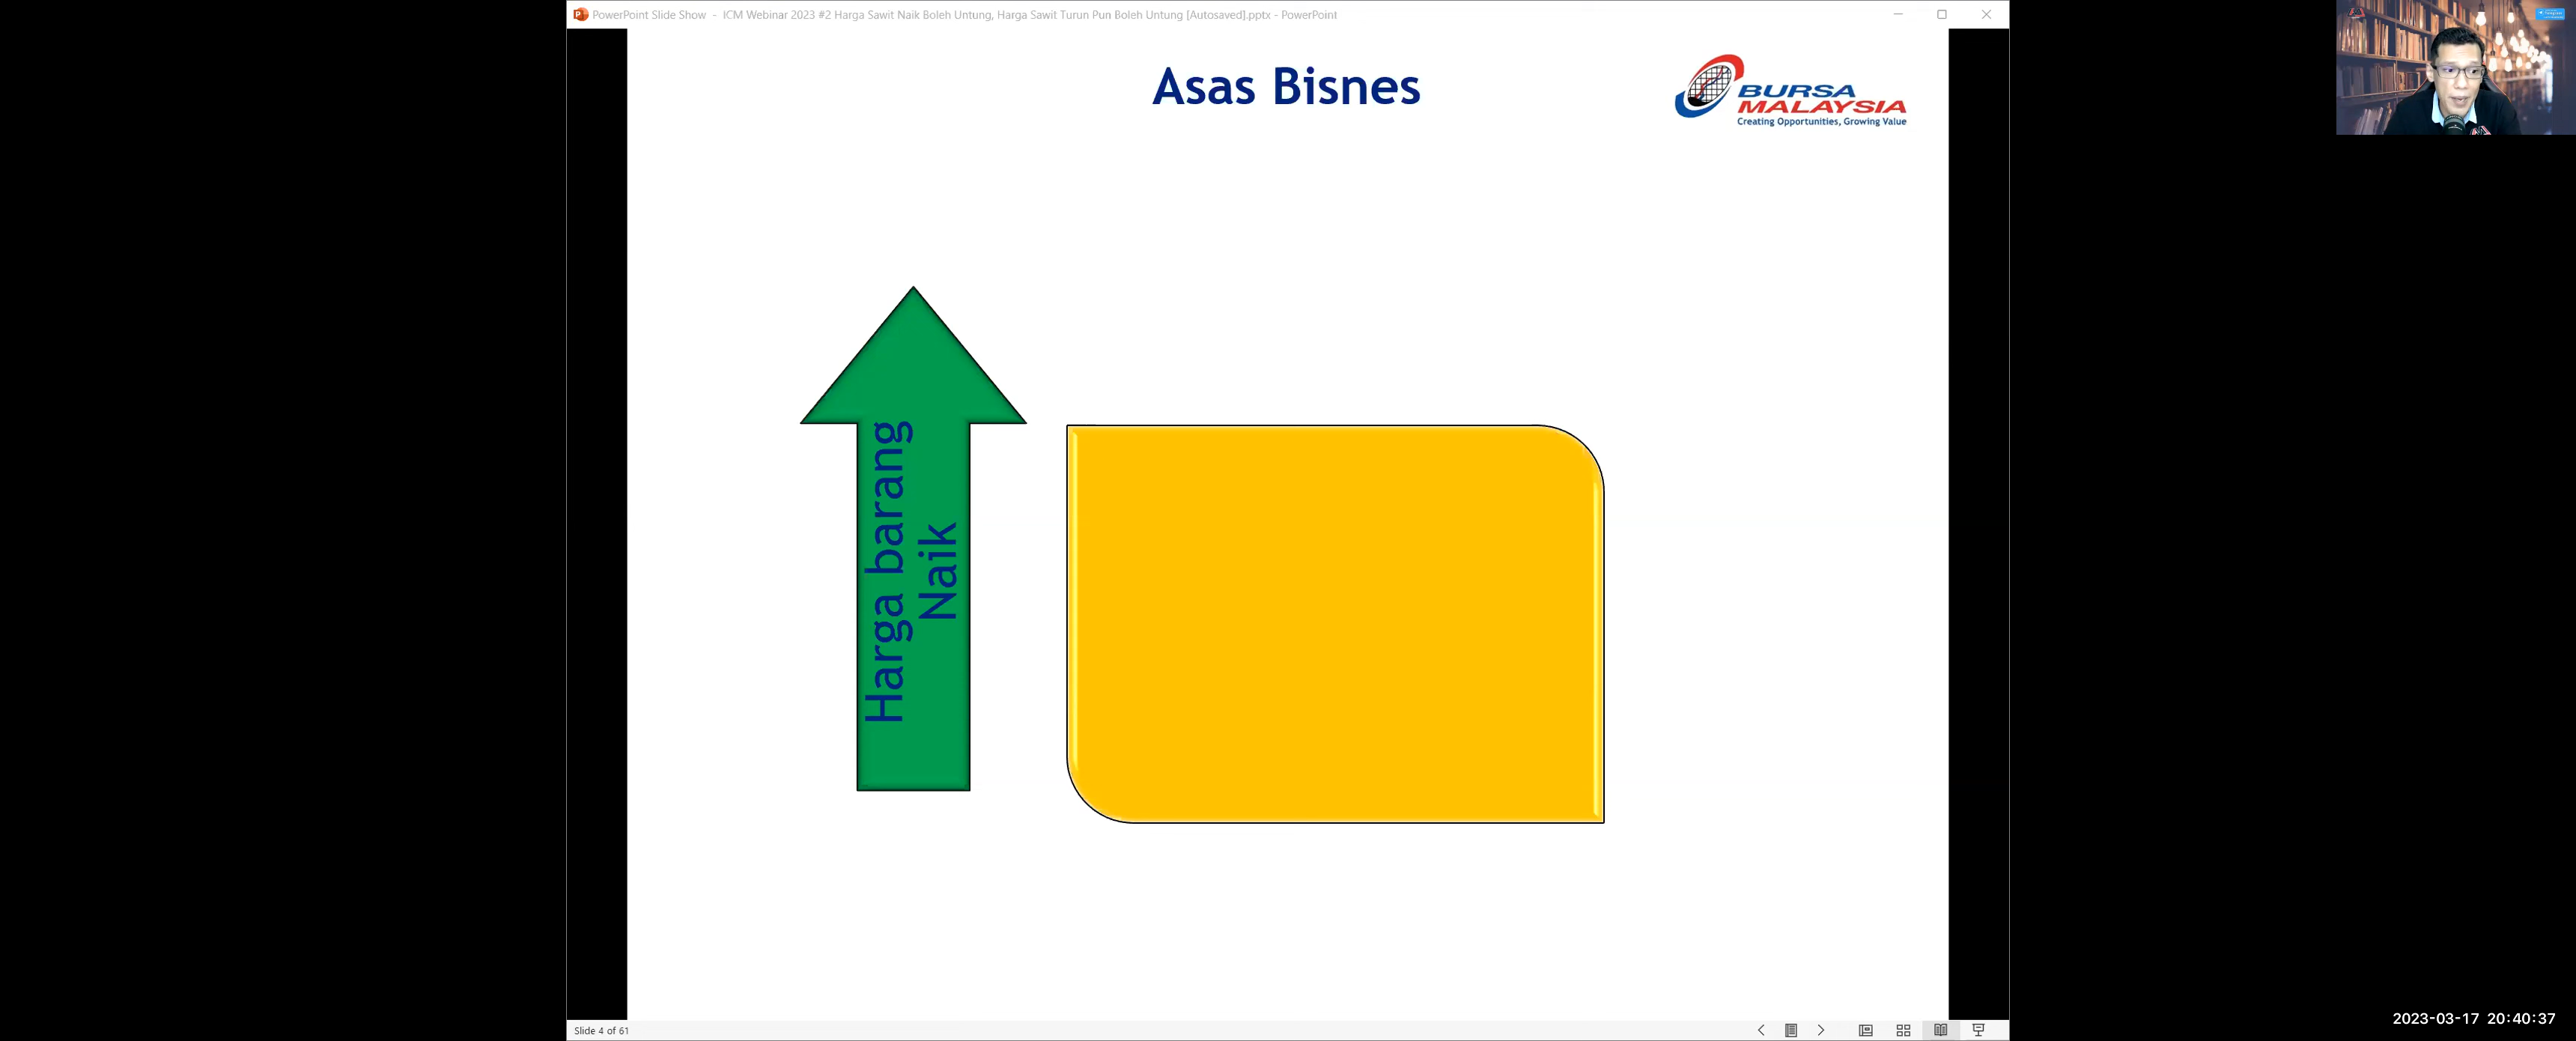 PowerPoint Slide Show - ICM Webinar 2023 #2 Harga Sawit Naik Boleh Untung, Harga Sawit Turun Pun Boleh Untung [Autosaved].pptx - PowerPoint
Asas Bisnes
BURSA
MALAYSIA
Creating Opportunities, Growing Value
Harga barang
Naik
Slide 4 of 61
2023-03-17 20:40:37